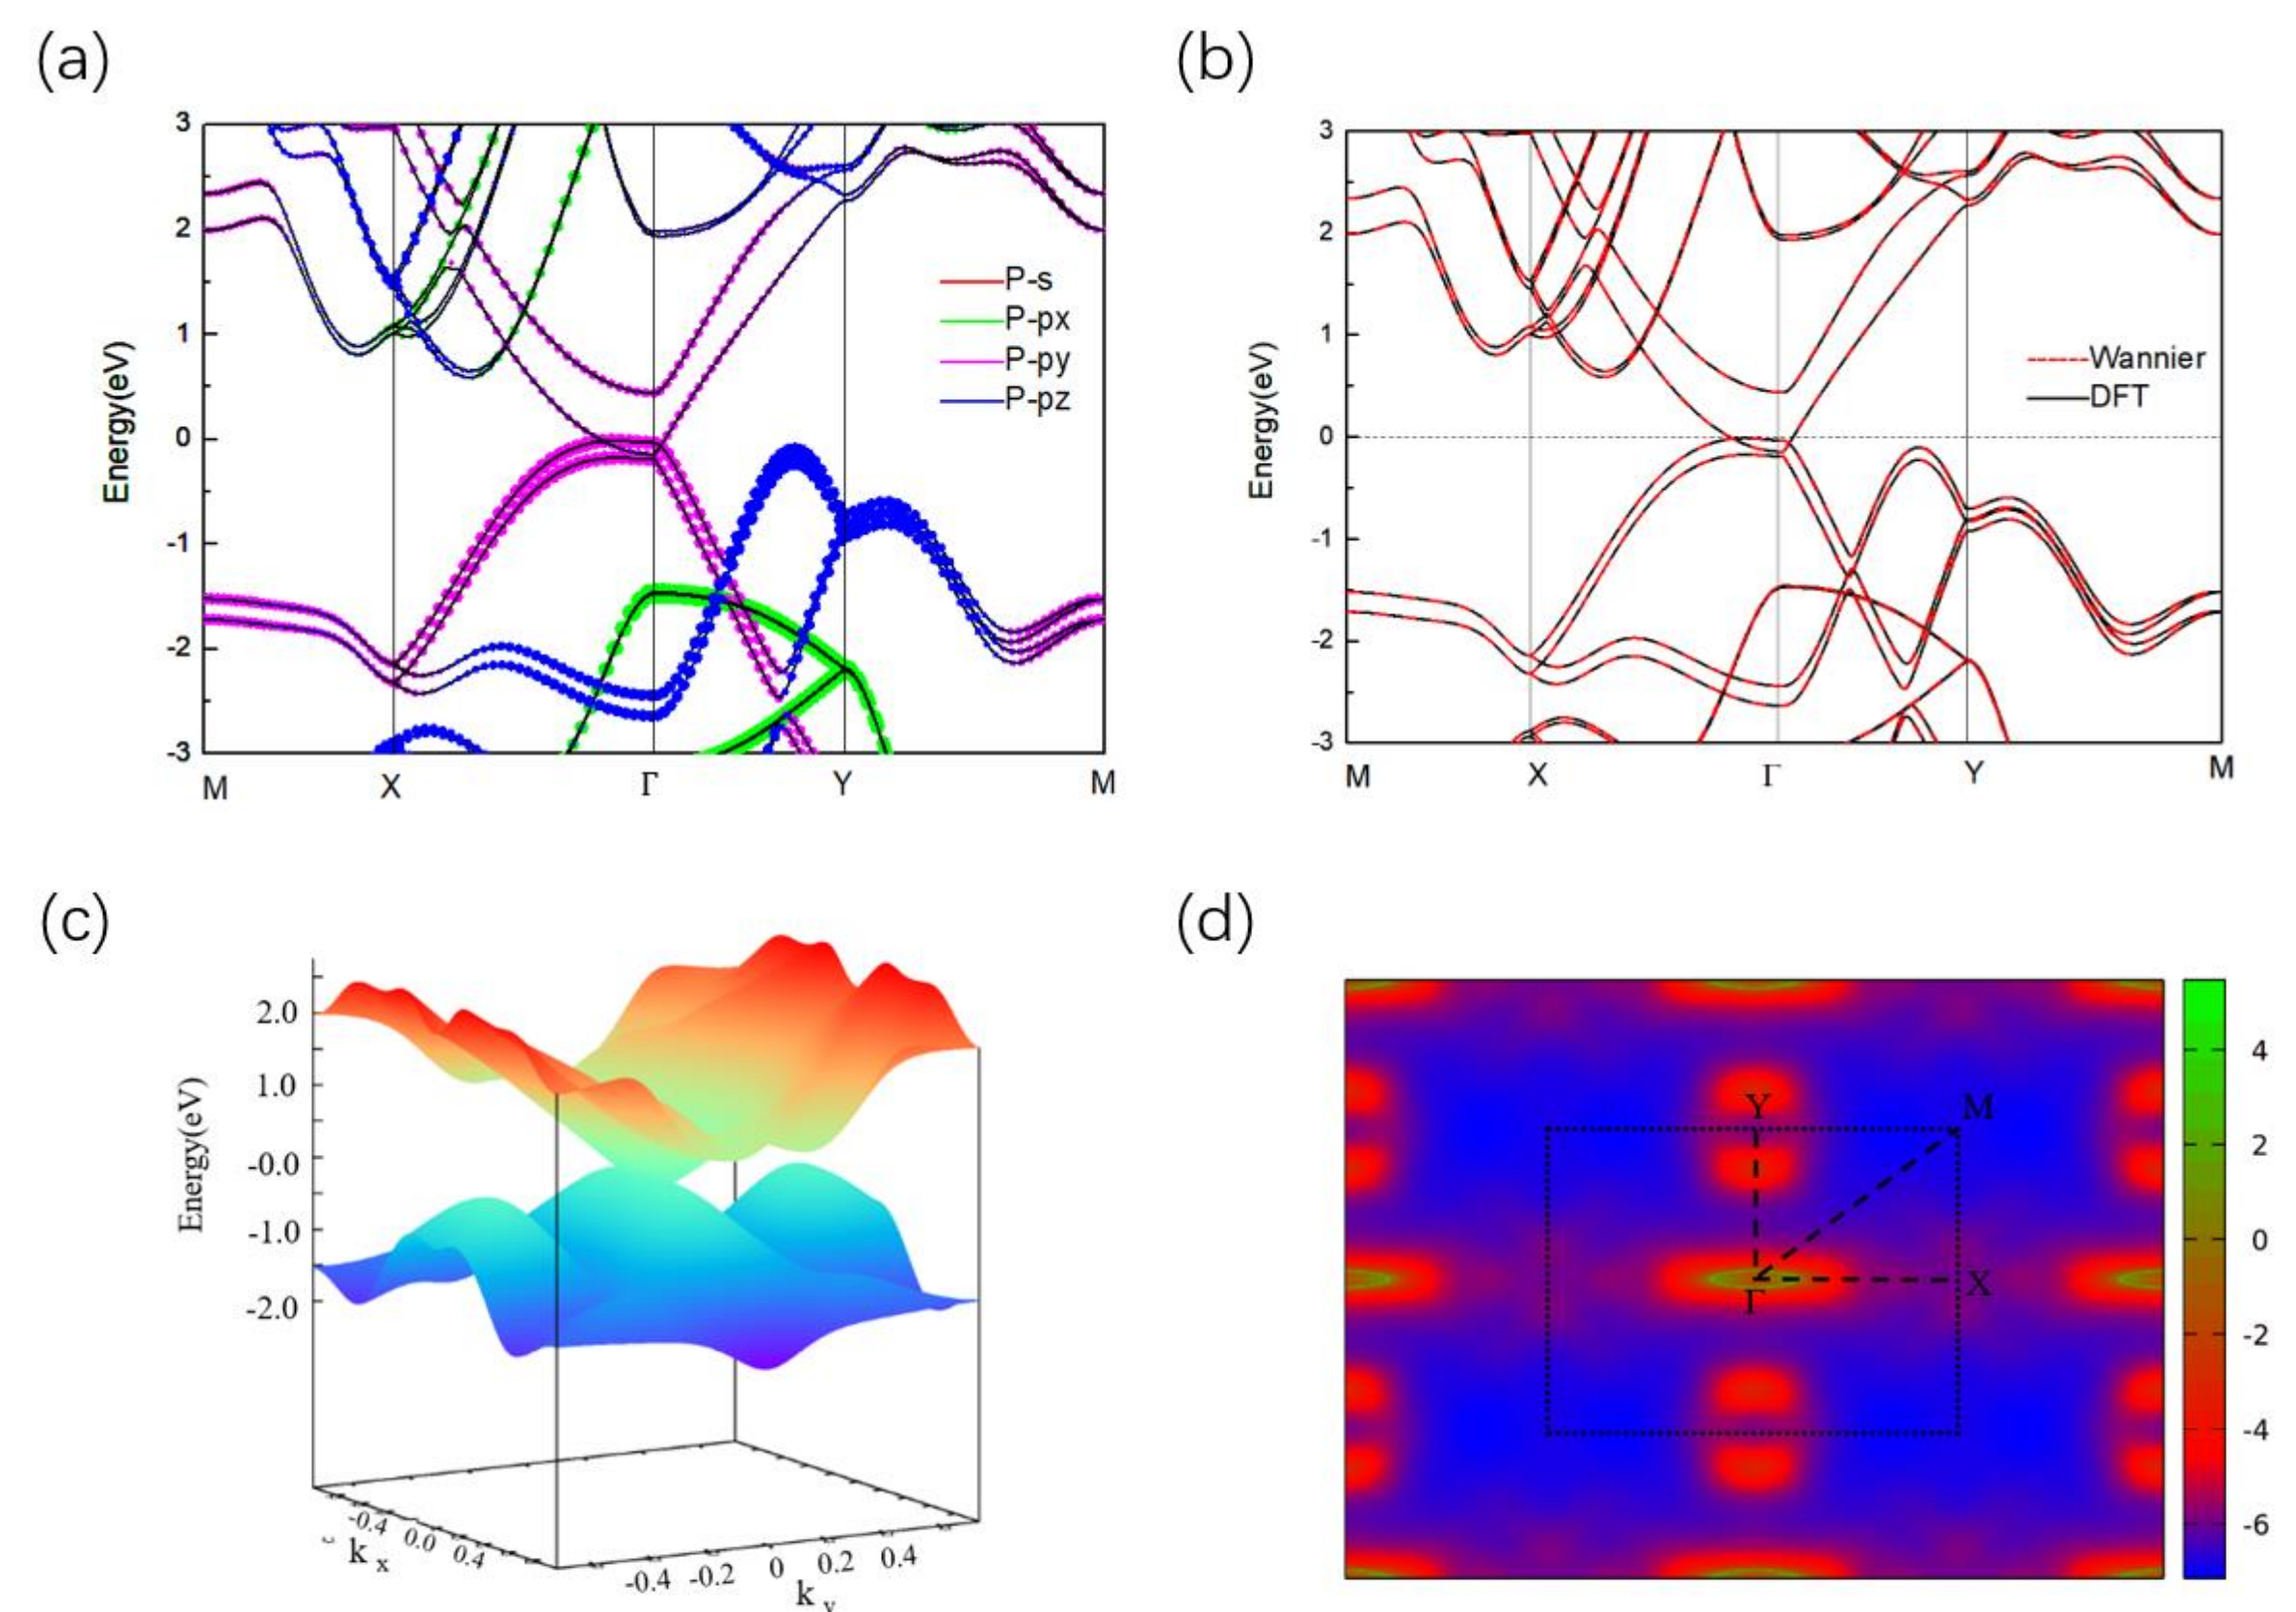 (a)
3
2
1
0
-1
-2
-3
Energy(eV)
P-s
P-px
P-py
P-pz
M X Γ Y M
(b)
3
2
1
0
-1
-2
-3
Energy(eV)
Wannier
DFT
M X Γ Y M
(c)
2.0
1.0
-0.0
-1.0
-2.0
Energy(eV)
-0.4 0.0 0.4
k x
-0.4 -0.2 0 0.2 0.4
k y
(d)
Y M
Γ X
4
2
0
-2
-4
-6